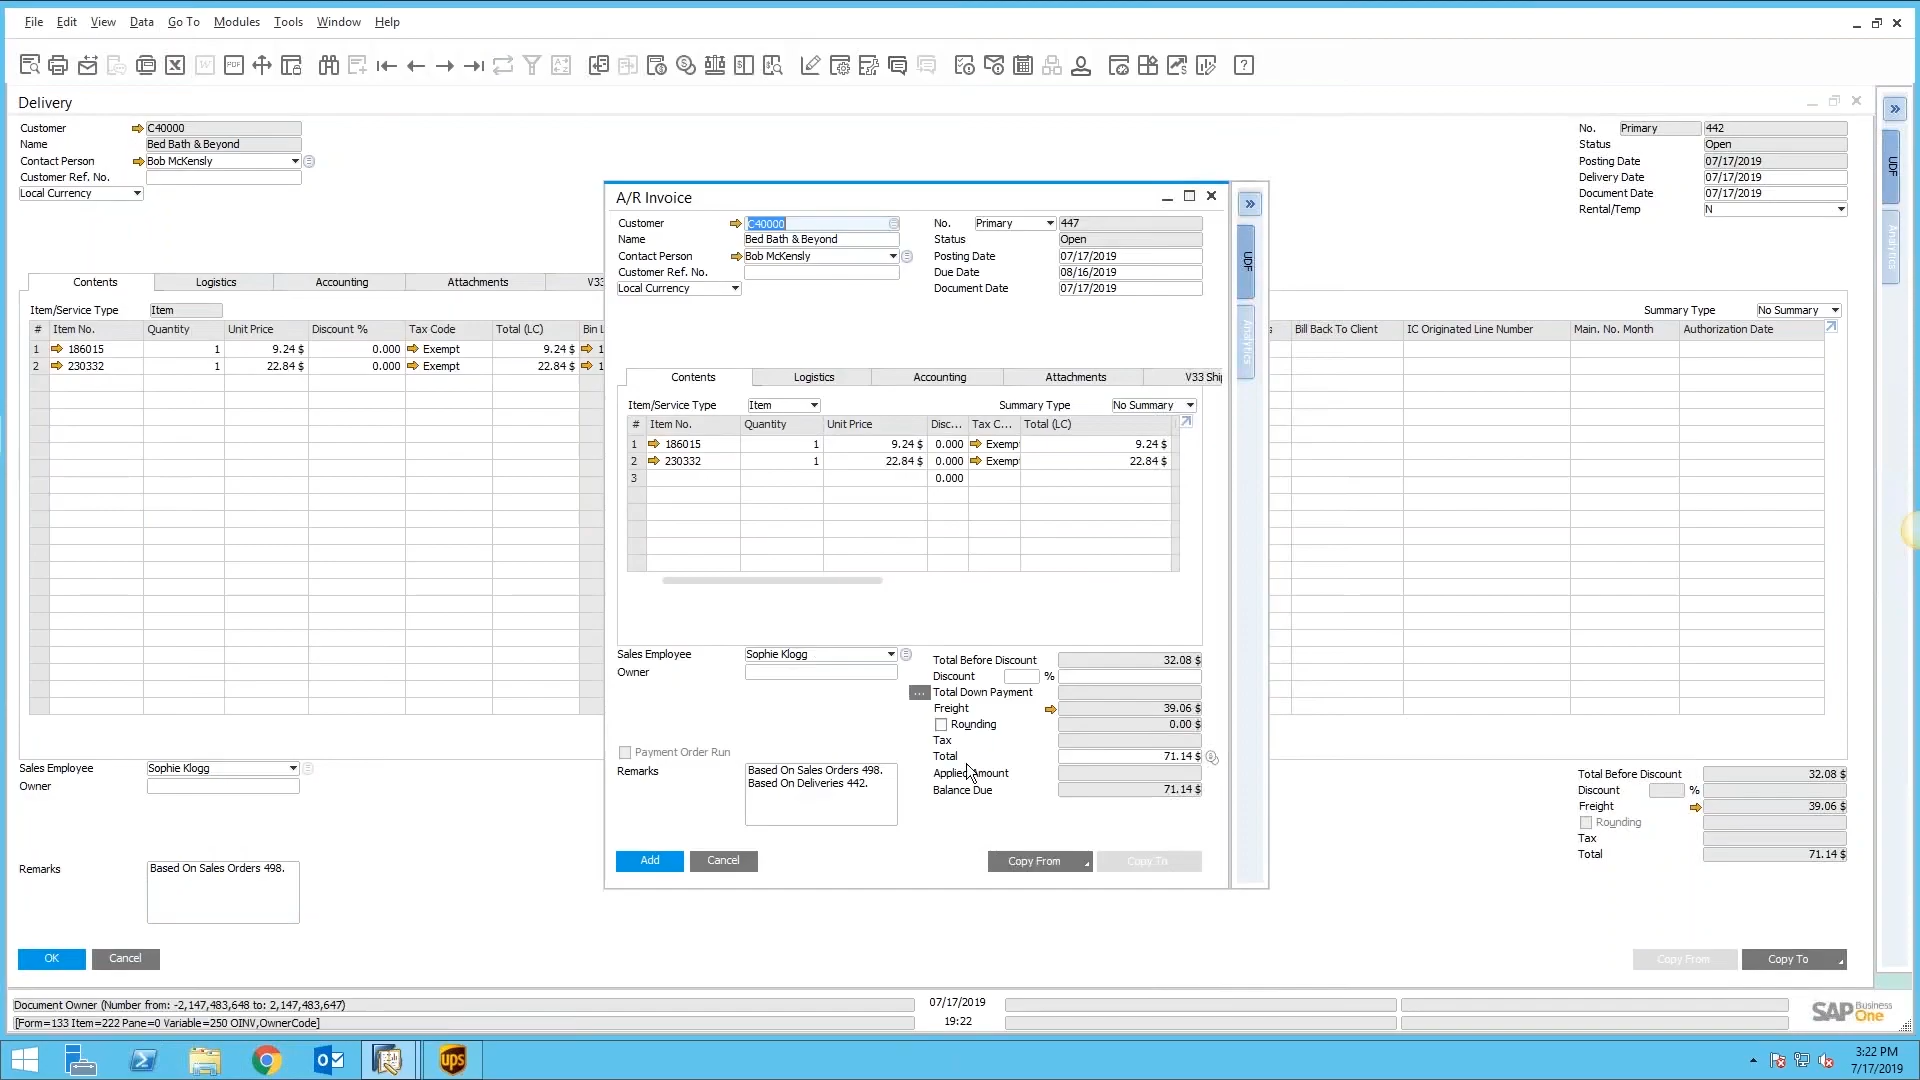 File Edit View Data Go To Modules Tools Window Help
Delivery
Customer C40000
Name Bed Bath & Beyond
Contact Person Bob McKensly
Customer Ref. No.
Local Currency
No. Primary 442
Status Open
Posting Date 07/17/2019
Delivery Date 07/17/2019
Document Date 07/17/2019
Rental/Temp N
UDF
Analytics
Contents Logistics Accounting Attachments V33
Item/Service Type Item
Summary Type No Summary
# Item No. Quantity Unit Price Discount % Tax Code Total (LC) Bin L
Bill Back To Client IC Originated Line Number Main. No. Month Authorization Date
1 186015 1 9.24 $ 0.000 Exempt 9.24 $ 1
2 230332 1 22.84 $ 0.000 Exempt 22.84 $ 1
A/R Invoice
Customer C40000
Name Bed Bath & Beyond
Contact Person Bob McKensly
Customer Ref. No.
Local Currency
No. Primary 447
Status Open
Posting Date 07/17/2019
Due Date 08/16/2019
Document Date 07/17/2019
UDF
Analytics
Contents Logistics Accounting Attachments V33 Ship
Item/Service Type Item Summary Type No Summary
# Item No. Quantity Unit Price Disc... Tax C... Total (LC)
1 186015 1 9.24 $ 0.000 Exemp 9.24 $
2 230332 1 22.84 $ 0.000 Exemp 22.84 $
3 0.000
Sales Employee Sophie Klogg
Owner
Total Before Discount 32.08 $
Discount %
... Total Down Payment
Freight 39.06 $
Rounding 0.00 $
Tax
Total 71.14 $
Applied Amount
Balance Due 71.14 $
Payment Order Run
Remarks Based On Sales Orders 498.
Based On Deliveries 442.
Add Cancel Copy From Copy To
Sales Employee Sophie Klogg
Owner
Remarks Based On Sales Orders 498.
Total Before Discount 32.08 $
Discount %
Freight 39.06 $
Rounding
Tax
Total 71.14 $
OK Cancel Copy From Copy To
Document Owner (Number from: -2,147,483,648 to: 2,147,483,647) 07/17/2019
[Form=133 Item=222 Pane=0 Variable=250 OINV,OwnerCode] 19:22
SAP Business One
ups
3:22 PM
7/17/2019